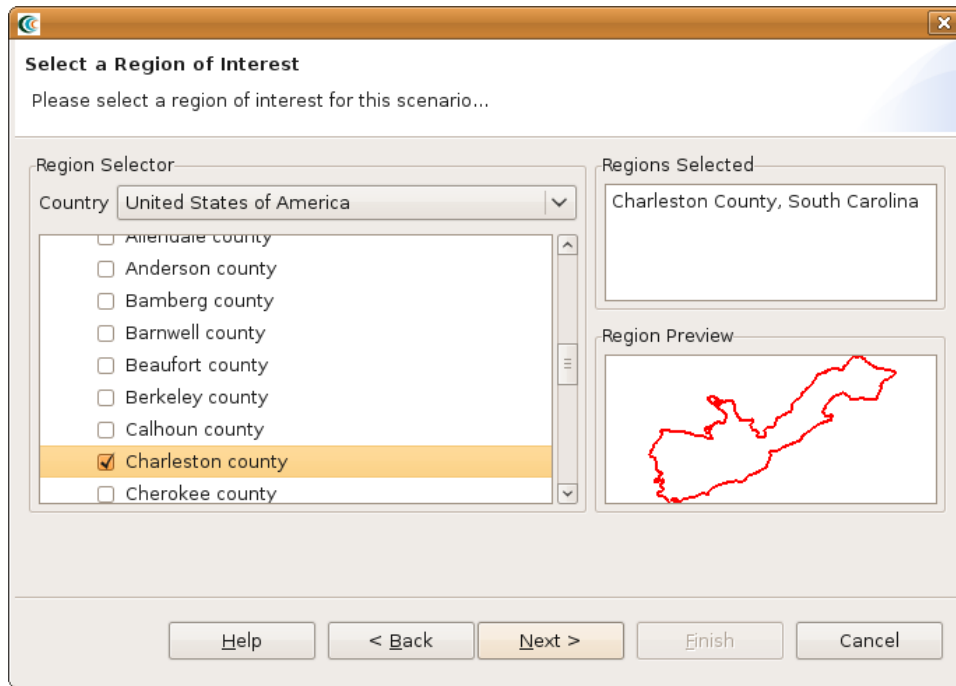 Select a Region of Interest
Please select a region of interest for this scenario...
Region Selector
Country United States of America
Allendale county
Anderson county
Bamberg county
Barnwell county
Beaufort county
Berkeley county
Calhoun county
Charleston county
Cherokee county
Regions Selected
Charleston County, South Carolina
Region Preview
Help
< Back
Next >
Finish
Cancel